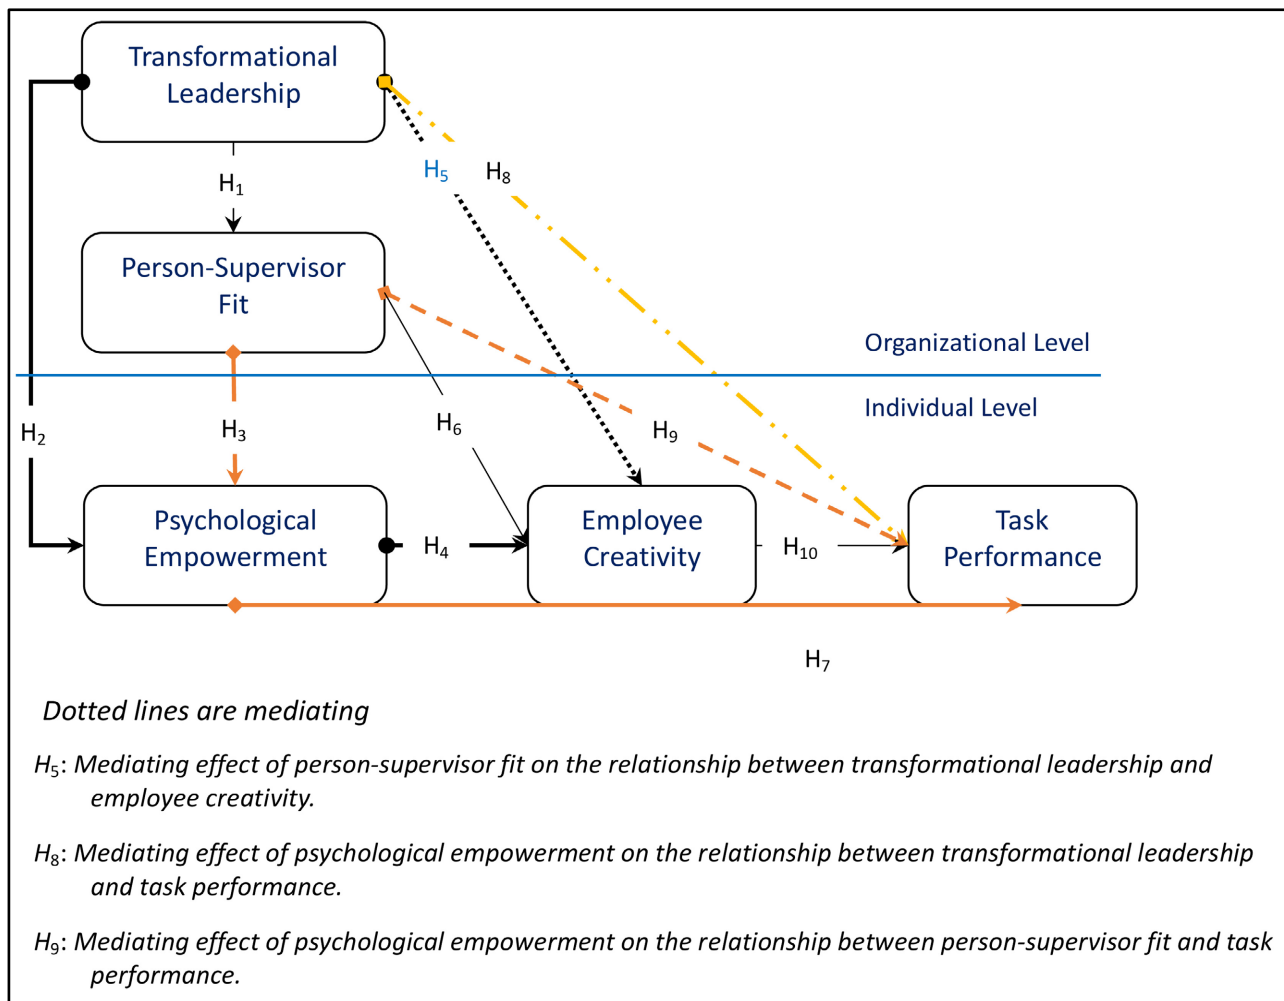 Transformational
Leadership
H₅
H₈
H₁
Person-Supervisor
Fit
Organizational Level
Individual Level
H₂
H₃
H₆
H₉
Psychological
Empowerment
H₄
Employee
Creativity
H₁₀
Task
Performance
H₇
Dotted lines are mediating
H₅: Mediating effect of person-supervisor fit on the relationship between transformational leadership and
employee creativity.
H₈: Mediating effect of psychological empowerment on the relationship between transformational leadership
and task performance.
H₉: Mediating effect of psychological empowerment on the relationship between person-supervisor fit and task
performance.